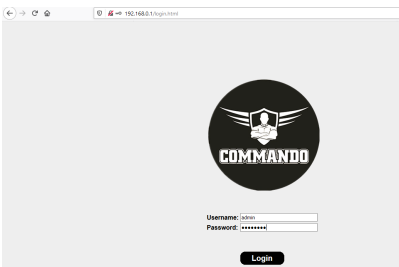 192.168.0.1/login.html
COMMANDO
Username: admin
Password: ••••••••
Login